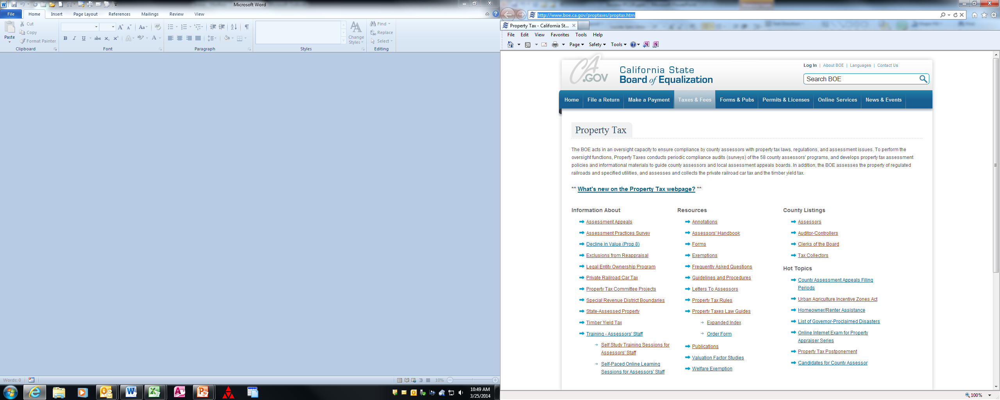 Microsoft Word
File Home Insert Page Layout References Mailings Review View
Paste
Cut
Copy
Format Painter
Change Styles
Find
Replace
Select
Clipboard Font Paragraph Styles Editing
Words: 0
10%
10:49 AM
3/25/2014
http://www.boe.ca.gov/proptaxes/proptax.htm
Property Tax - California St...
File Edit View Favorites Tools Help
Page Safety Tools
CA.GOV
California State
Board of Equalization
Log In | About BOE | Languages | Contact Us
Search BOE
Home File a Return Make a Payment Taxes & Fees Forms & Pubs Permits & Licenses Online Services News & Events
Property Tax
The BOE acts in an oversight capacity to ensure compliance by county assessors with property tax laws, regulations, and assessment issues. To perform the
oversight functions, Property Taxes conducts periodic compliance audits (surveys) of the 58 county assessors' programs, and develops property tax assessment
policies and informational materials to guide county assessors and local assessment appeals boards. In addition, the BOE assesses the property of regulated
railroads and specified utilities, and assesses and collects the private railroad car tax and the timber yield tax.
** What's new on the Property Tax webpage? **
Information About
Assessment Appeals
Assessment Practices Survey
Decline in Value (Prop 8)
Exclusions from Reappraisal
Legal Entity Ownership Program
Private Railroad Car Tax
Property Tax Committee Projects
Special Revenue District Boundaries
State-Assessed Property
Timber Yield Tax
Training - Assessors' Staff
Self Study Training Sessions for
Assessors' Staff
Self-Paced Online Learning
Sessions for Assessors' Staff
Resources
Annotations
Assessors' Handbook
Forms
Exemptions
Frequently Asked Questions
Guidelines and Procedures
Letters To Assessors
Property Tax Rules
Property Taxes Law Guides
Expanded Index
Order Form
Publications
Valuation Factor Studies
Welfare Exemption
County Listings
Assessors
Auditor-Controllers
Clerks of the Board
Tax Collectors
Hot Topics
County Assessment Appeals Filing
Periods
Urban Agriculture Incentive Zones Act
Homeowner/Renter Assistance
List of Governor-Proclaimed Disasters
Online Internet Exam for Property
Appraiser Series
Property Tax Postponement
Candidates for County Assessor
100%